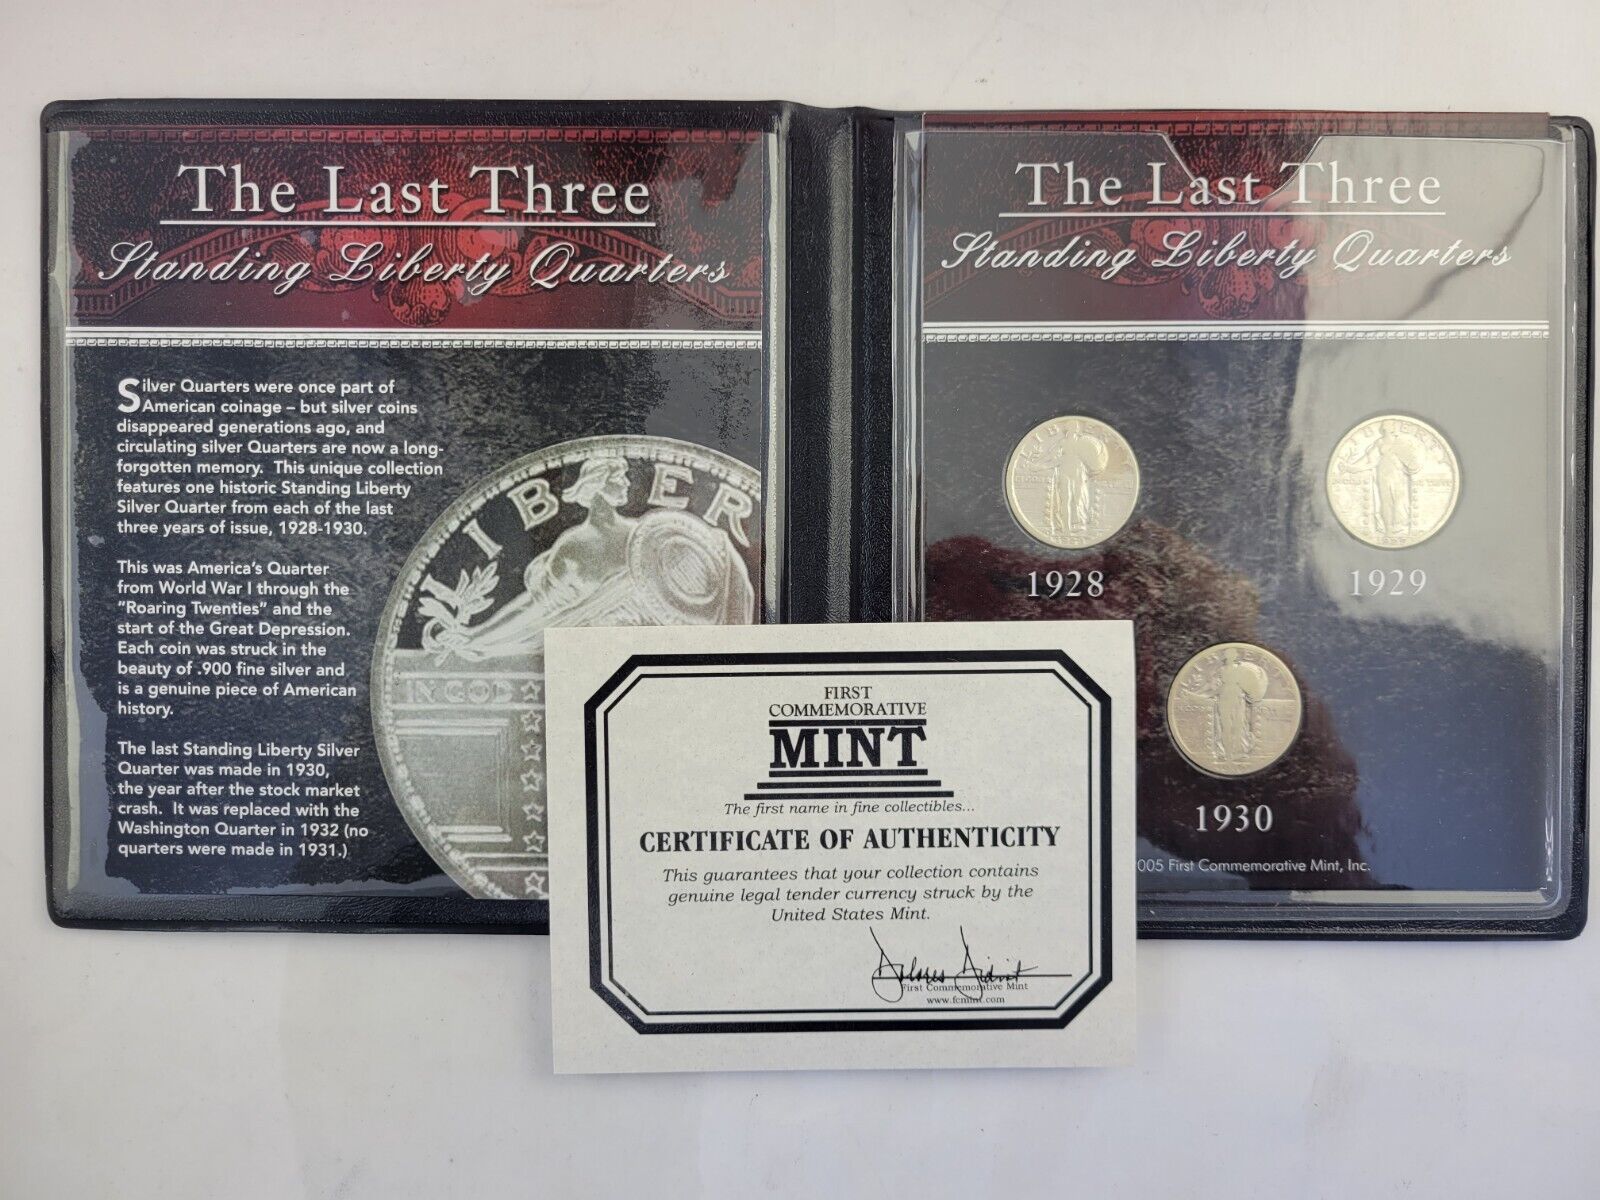 The Last Three
Standing Liberty Quarters
Silver Quarters were once part of
American coinage – but silver coins
disappeared generations ago, and
circulating silver Quarters are now a long-
forgotten memory. This unique collection
features one historic Standing Liberty
Silver Quarter from each of the last
three years of issue, 1928-1930.
This was America's Quarter
from World War I through the
"Roaring Twenties" and the
start of the Great Depression.
Each coin was struck in the
beauty of .900 fine silver and
is a genuine piece of American
history.
The last Standing Liberty Silver
Quarter was made in 1930,
the year after the stock market
crash. It was replaced with the
Washington Quarter in 1932 (no
quarters were made in 1931.)
LIBER
IN GOD
The Last Three
Standing Liberty Quarters
LIBERTY
1928
LIBERTY
1929
LIBERTY
1930
005 First Commemorative Mint, Inc.
FIRST
COMMEMORATIVE
MINT
The first name in fine collectibles...
CERTIFICATE OF AUTHENTICITY
This guarantees that your collection contains
genuine legal tender currency struck by the
United States Mint.
First Commemorative Mint
www.fcmint.com